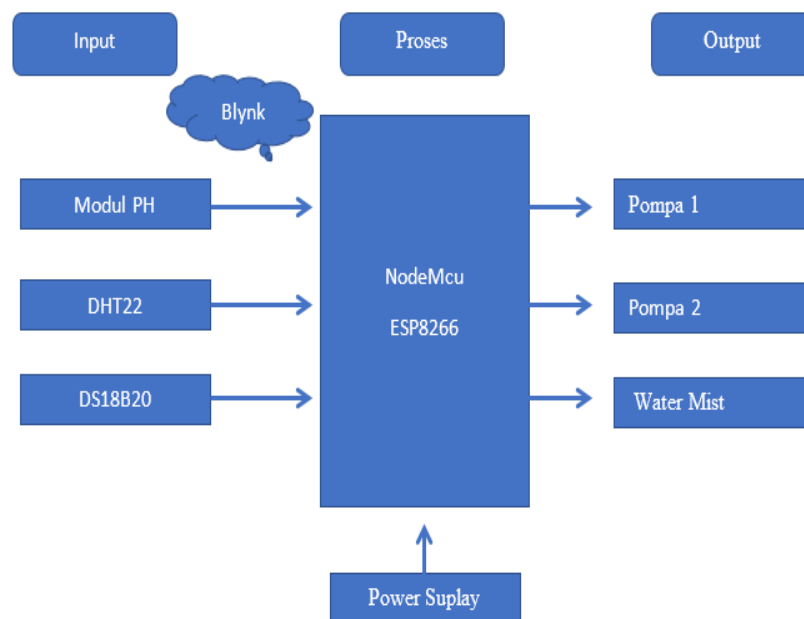 Input
Proses
Output
Blynk
Modul PH
DHT22
DS18B20
NodeMcu
ESP8266
Pompa 1
Pompa 2
Water Mist
Power Suplay